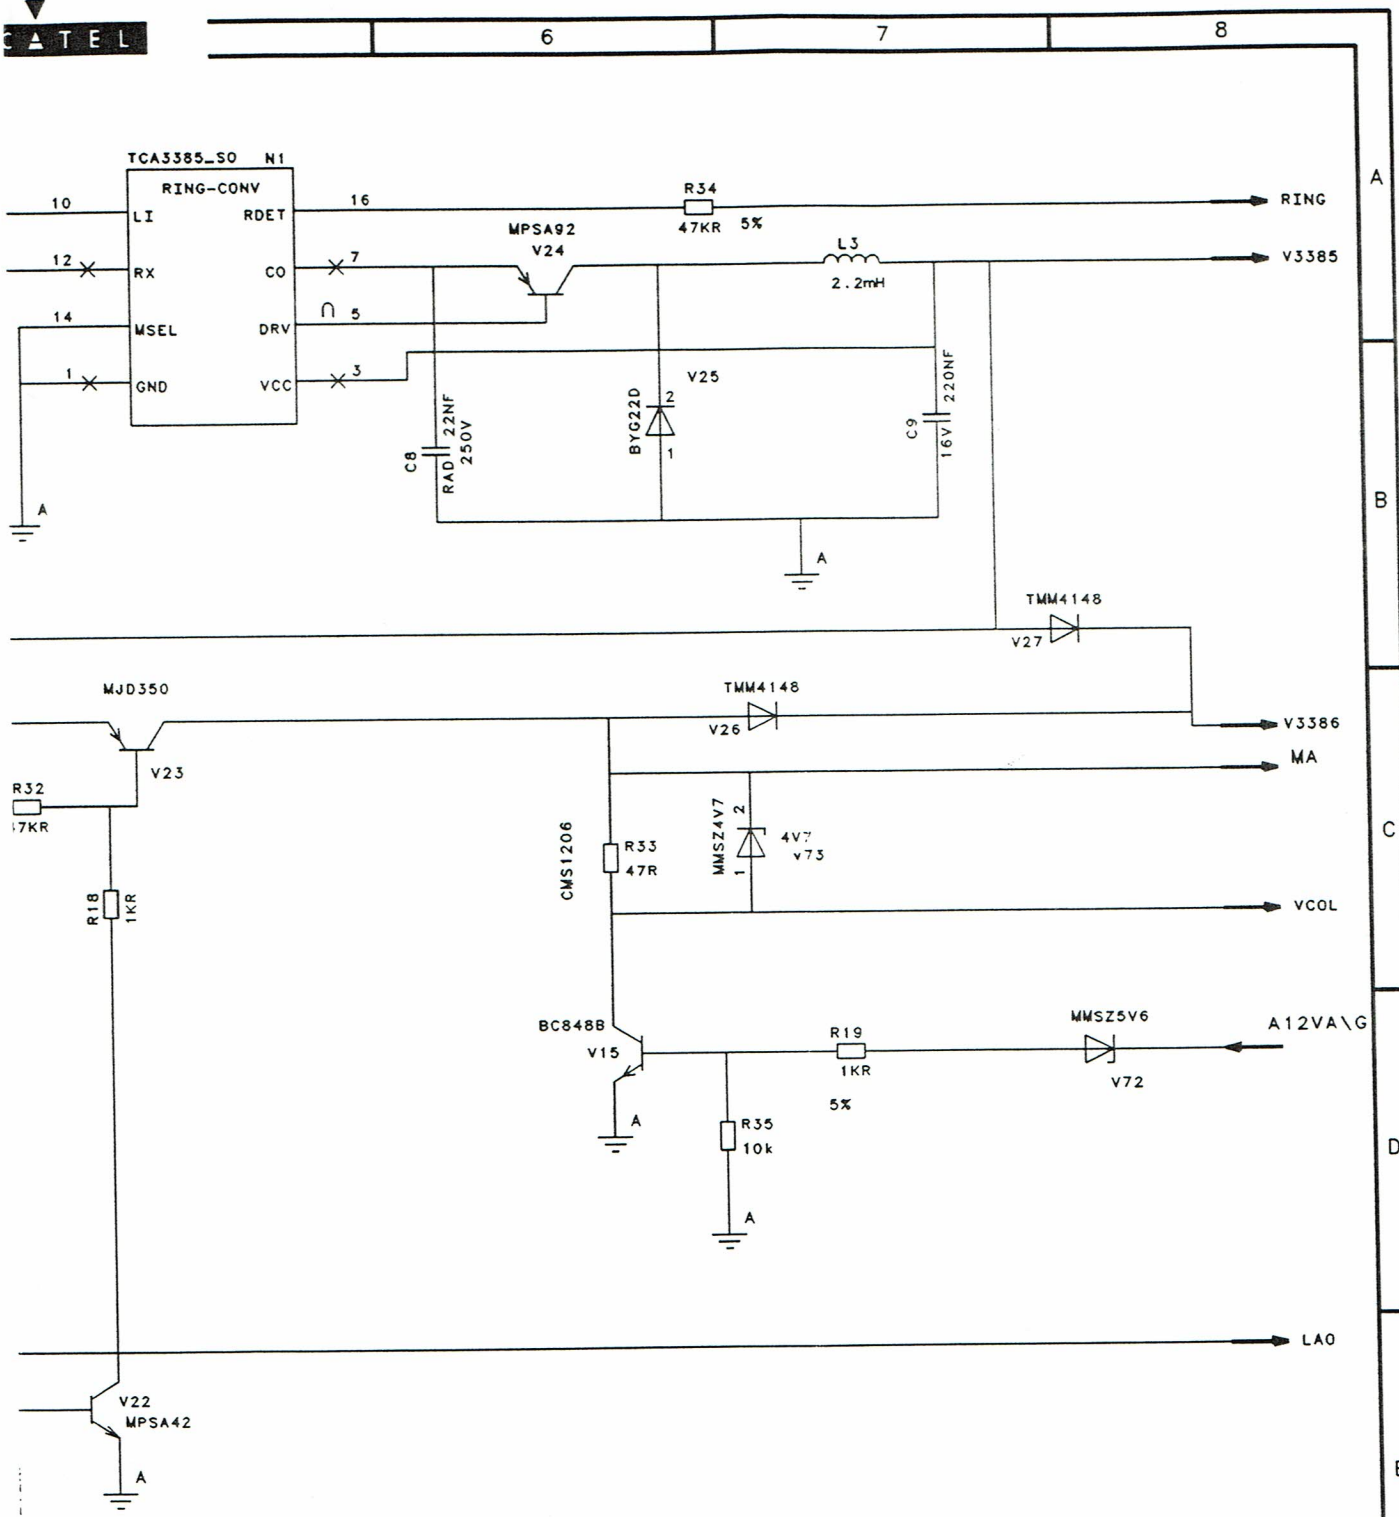 CATEL
6 7 8
A
TCA3385_SO N1
RING-CONV
10 LI RDET 16
R34
47KR 5%
RING
MPSA92
V24
12 RX CO 7
L3
2.2mH
V3385
14 MSEL DRV ∩ 5
1 GND VCC 3
V25
BYG22D
2
1
C8
RAD 22NF
250V
C9
16V 220NF
B
A
A
TMM4148
V27
MJD350
V23
TMM4148
V26
V3386
MA
R32
47KR
CMS1206
R33
47R
MMSZ4V7
2
1
4V7
V73
C
R18
1KR
VCOL
BC848B
V15
R19
1KR
5%
MMSZ5V6
V72
A12VA\G
A
R35
10k
D
A
LAO
V22
MPSA42
A